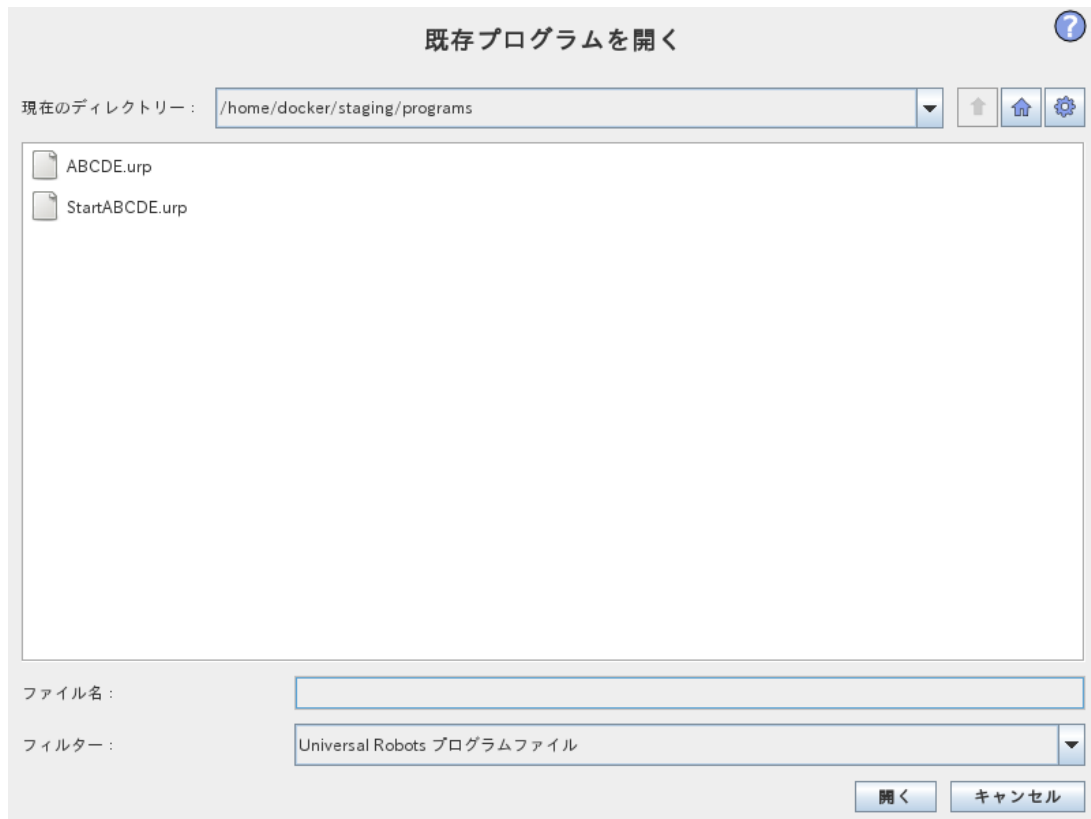 既存プログラムを開く
?
現在のディレクトリー : /home/docker/staging/programs
ABCDE.urp
StartABCDE.urp
ファイル名 :
フィルター : Universal Robots プログラムファイル
開く キャンセル